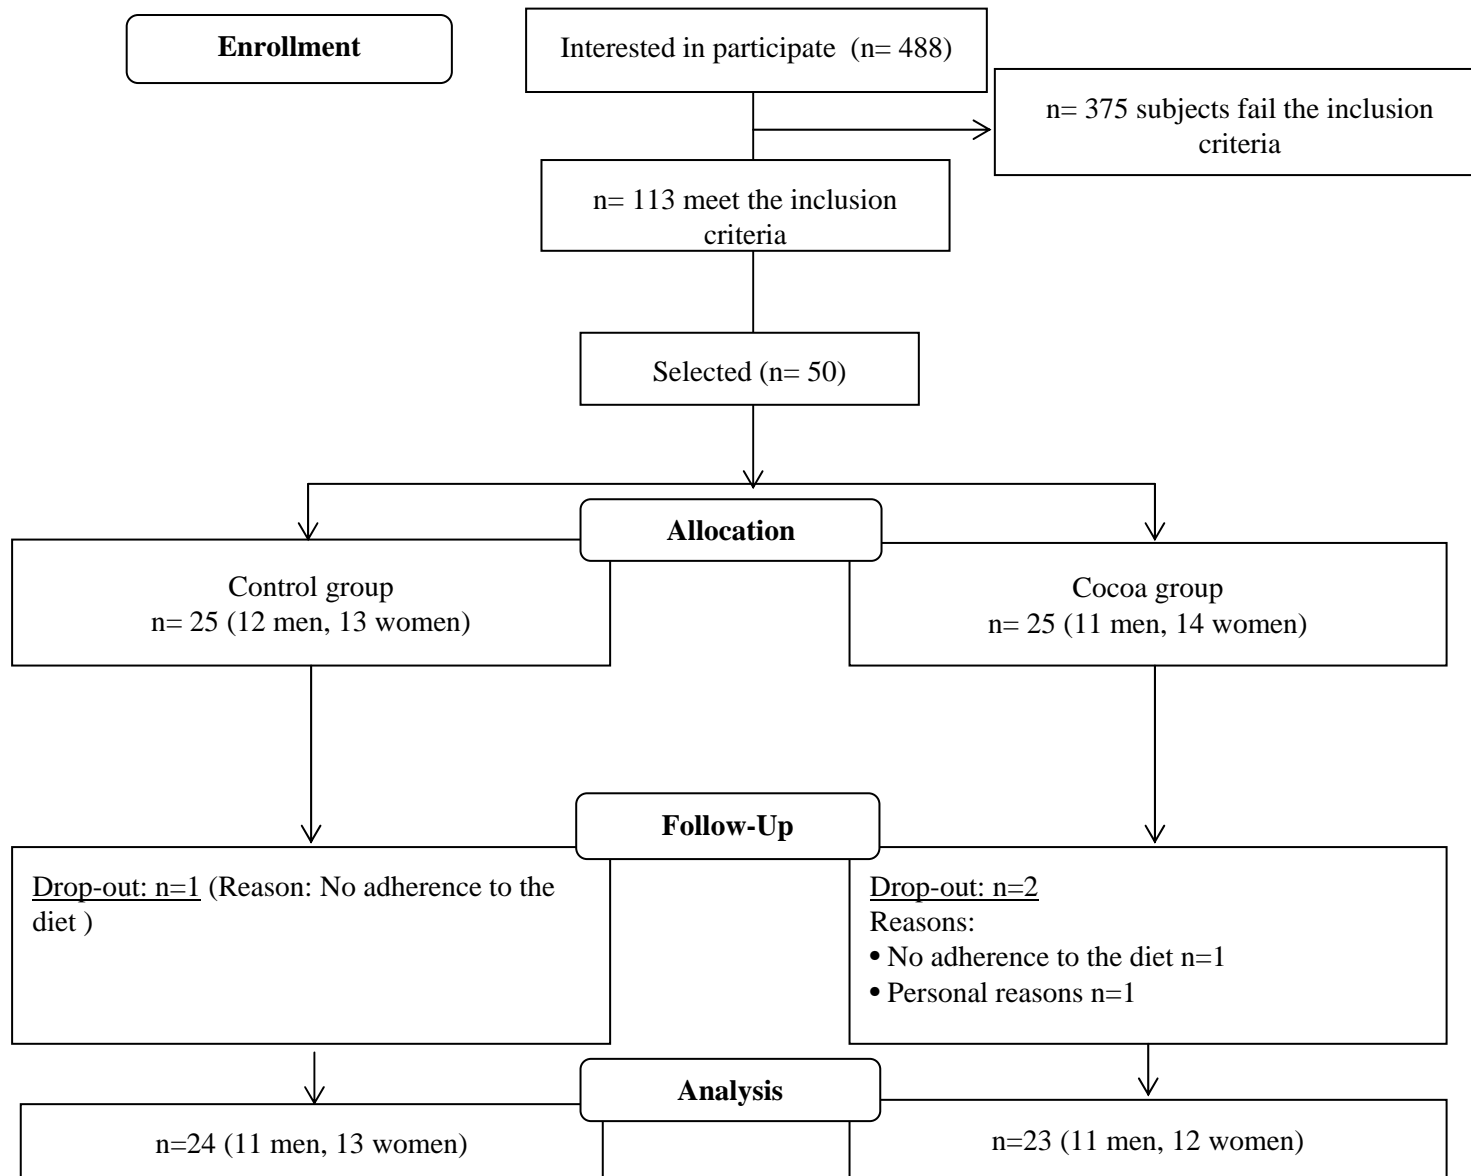 Enrollment
Interested in participate (n= 488)
n= 375 subjects fail the inclusion
criteria
n= 113 meet the inclusion
criteria
Selected (n= 50)
Allocation
Control group
n= 25 (12 men, 13 women)
Cocoa group
n= 25 (11 men, 14 women)
Follow-Up
Drop-out: n=1 (Reason: No adherence to the
diet )
Drop-out: n=2
Reasons:
• No adherence to the diet n=1
• Personal reasons n=1
Analysis
n=24 (11 men, 13 women)
n=23 (11 men, 12 women)